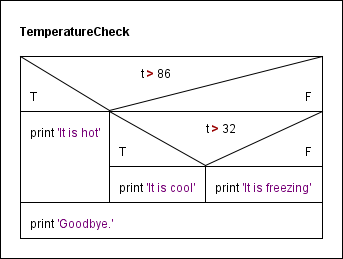 TemperatureCheck
t > 86
T F
print 'It is hot'
t > 32
T F
print 'It is cool' print 'It is freezing'
print 'Goodbye.'